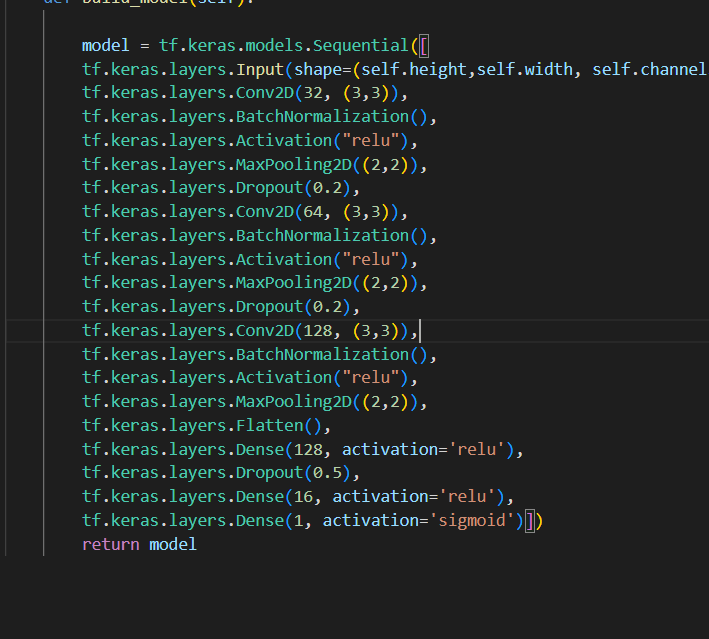 def build_model(self):
model = tf.keras.models.Sequential([
tf.keras.layers.Input(shape=(self.height,self.width, self.channel
tf.keras.layers.Conv2D(32, (3,3)),
tf.keras.layers.BatchNormalization(),
tf.keras.layers.Activation("relu"),
tf.keras.layers.MaxPooling2D((2,2)),
tf.keras.layers.Dropout(0.2),
tf.keras.layers.Conv2D(64, (3,3)),
tf.keras.layers.BatchNormalization(),
tf.keras.layers.Activation("relu"),
tf.keras.layers.MaxPooling2D((2,2)),
tf.keras.layers.Dropout(0.2),
tf.keras.layers.Conv2D(128, (3,3)),
tf.keras.layers.BatchNormalization(),
tf.keras.layers.Activation("relu"),
tf.keras.layers.MaxPooling2D((2,2)),
tf.keras.layers.Flatten(),
tf.keras.layers.Dense(128, activation='relu'),
tf.keras.layers.Dropout(0.5),
tf.keras.layers.Dense(16, activation='relu'),
tf.keras.layers.Dense(1, activation='sigmoid')])
return model